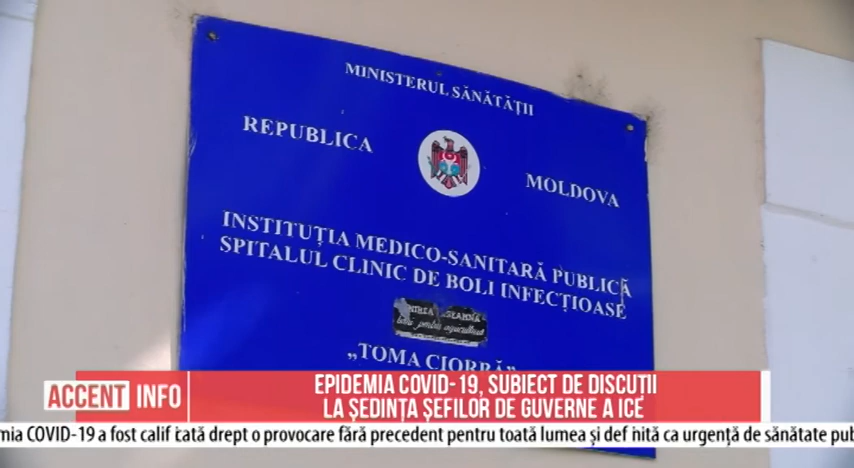 MINISTERUL SĂNĂTĂȚII
REPUBLICA
MOLDOVA
INSTITUȚIA MEDICO-SANITARĂ PUBLICĂ
SPITALUL CLINIC DE BOLI INFECȚIOASE
„TOMA CIORBĂ”
ACCENT INFO
EPIDEMIA COVID-19, SUBIECT DE DISCUȚII
LA ȘEDINȚA ȘEFILOR DE GUVERNE A ICE
mia COVID-19 a fost calif cată drept o provocare fără precedent pentru toată lumea și def nită ca urgență de sănătate pub